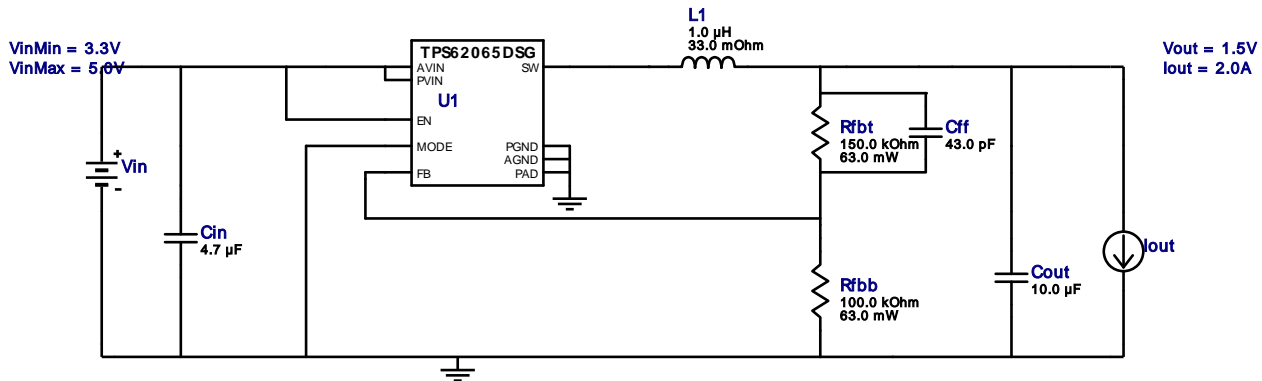 VinMin = 3.3V
VinMax = 5.0V
TPS62065DSG
AVIN
PVIN
EN
MODE
FB
SW
PGND
AGND
PAD
U1
L1
1.0 µH
33.0 mOhm
Vout = 1.5V
Iout = 2.0A
+
Vin
-
Cin
4.7 µF
Rfbt
150.0 kOhm
63.0 mW
Cff
43.0 pF
Rfbb
100.0 kOhm
63.0 mW
Cout
10.0 µF
Iout